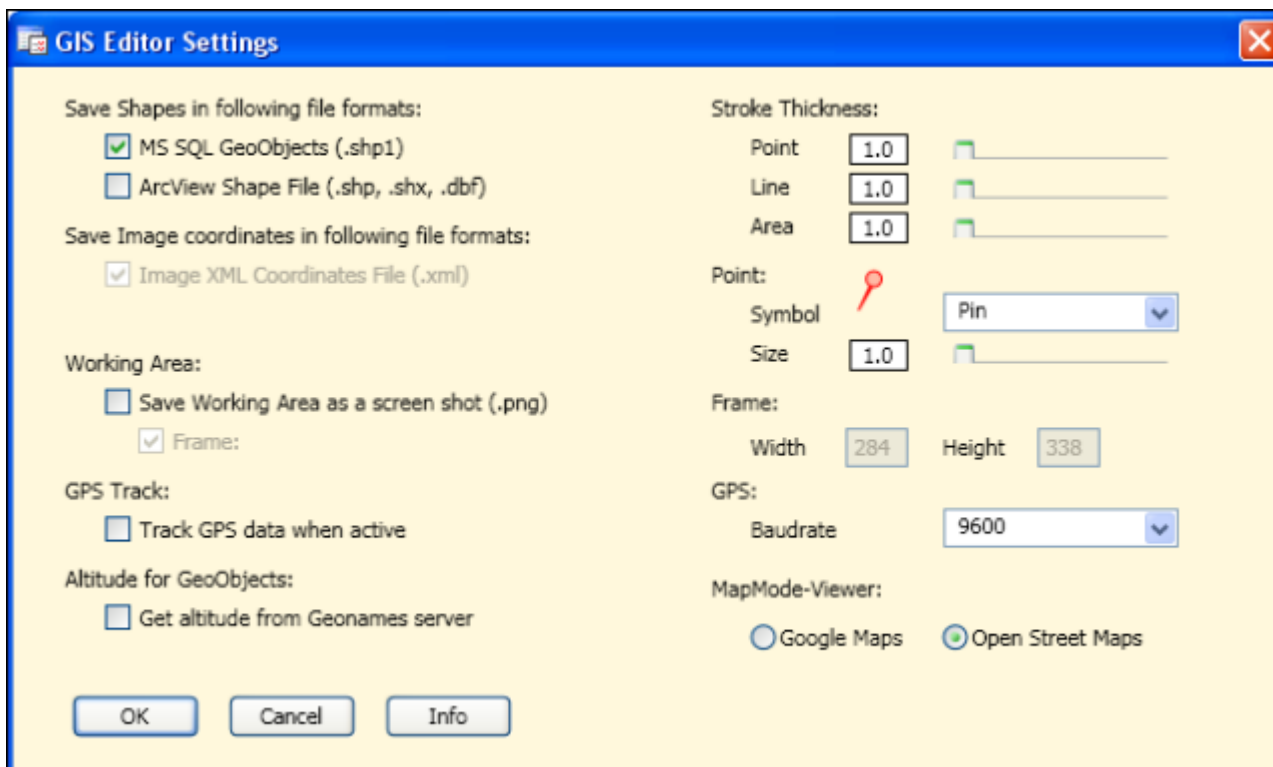 GIS Editor Settings
Save Shapes in following file formats:
MS SQL GeoObjects (.shp1)
ArcView Shape File (.shp, .shx, .dbf)
Save Image coordinates in following file formats:
Image XML Coordinates File (.xml)
Working Area:
Save Working Area as a screen shot (.png)
Frame:
GPS Track:
Track GPS data when active
Altitude for GeoObjects:
Get altitude from Geonames server
OK Cancel Info
Stroke Thickness:
Point 1.0
Line 1.0
Area 1.0
Point:
Symbol Pin
Size 1.0
Frame:
Width 284 Height 338
GPS:
Baudrate 9600
MapMode-Viewer:
Google Maps Open Street Maps